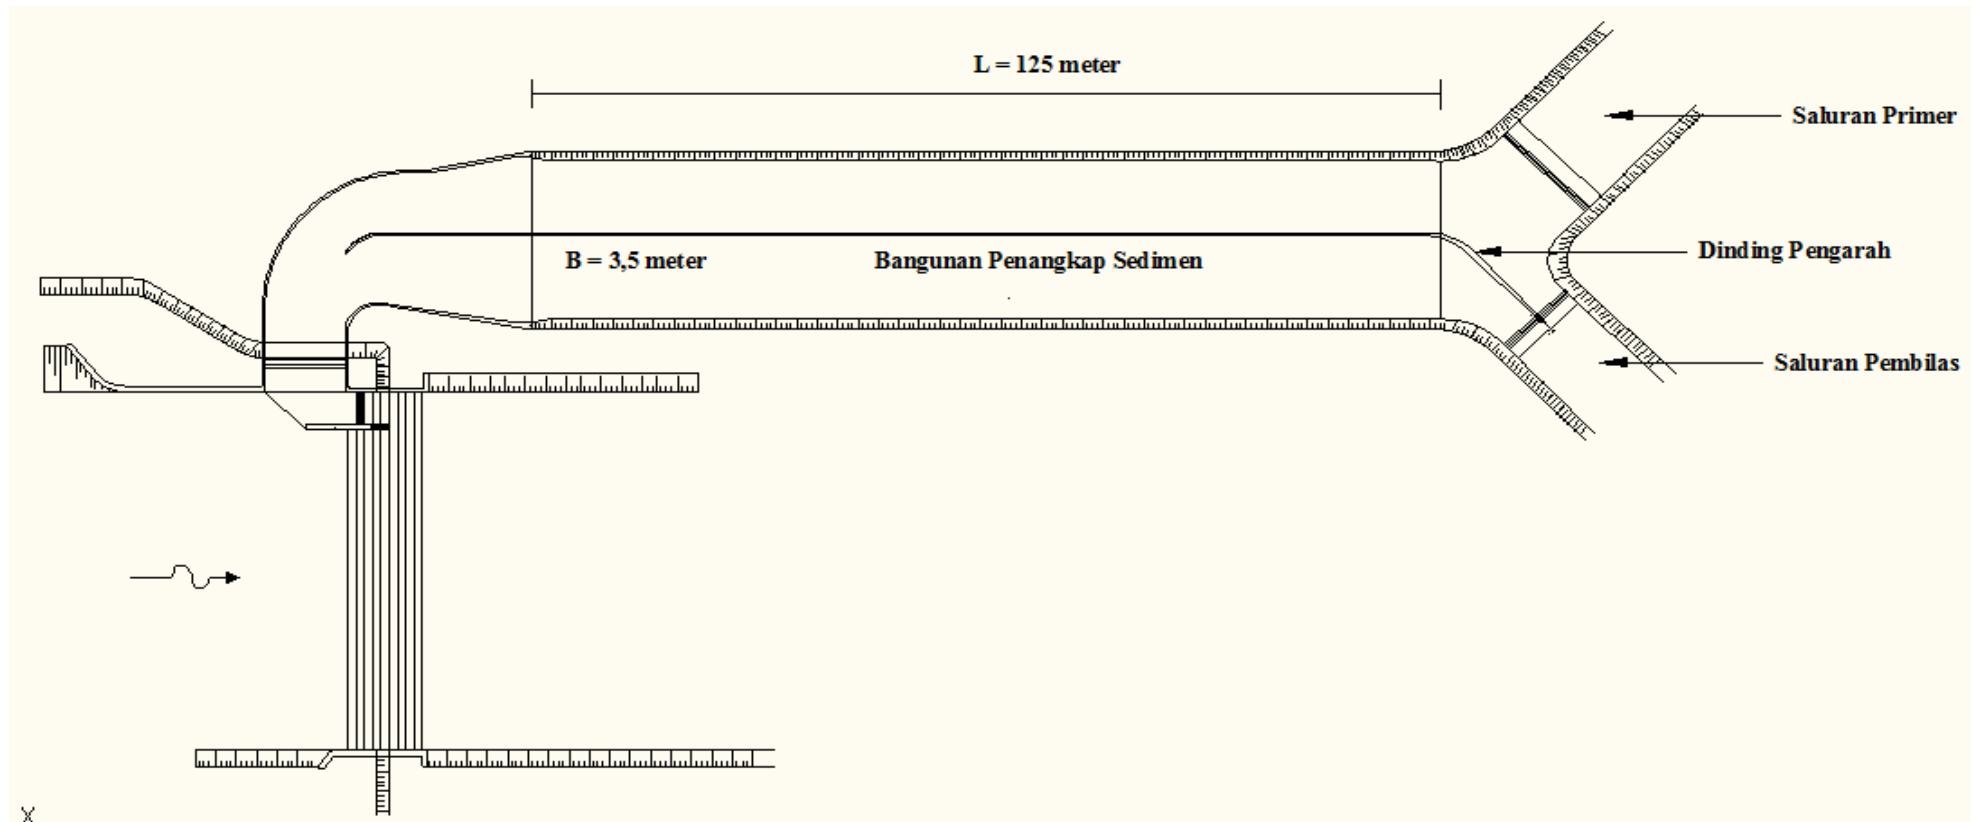 L = 125 meter
Saluran Primer
B = 3,5 meter
Bangunan Penangkap Sedimen
Dinding Pengarah
Saluran Pembilas
X